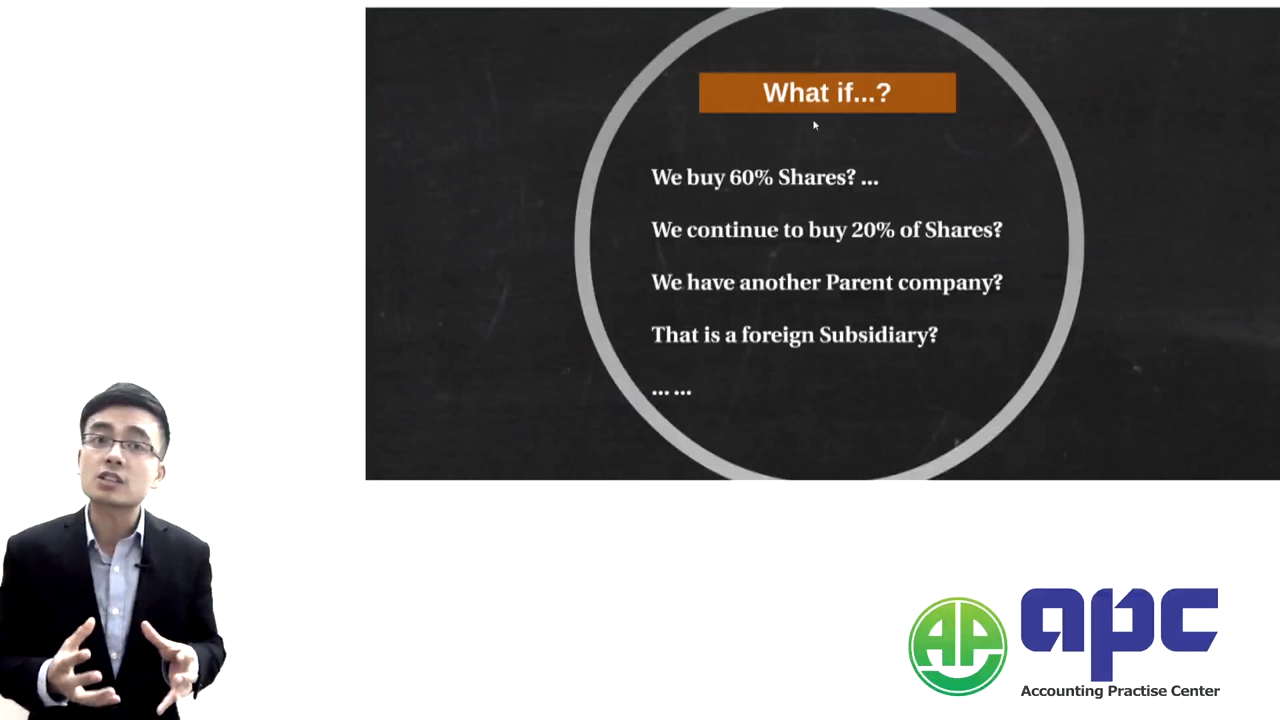 What if...?
We buy 60% Shares? ...
We continue to buy 20% of Shares?
We have another Parent company?
That is a foreign Subsidiary?
... ...
AP
apc
Accounting Practise Center